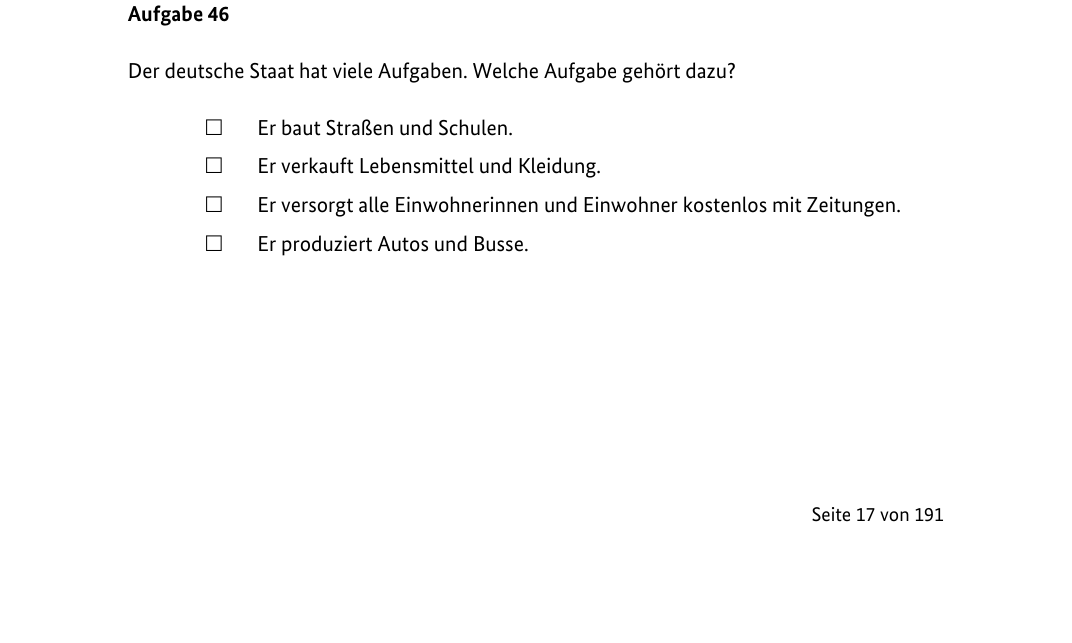 Aufgabe 46
Der deutsche Staat hat viele Aufgaben. Welche Aufgabe gehört dazu?
☐ Er baut Straßen und Schulen.
☐ Er verkauft Lebensmittel und Kleidung.
☐ Er versorgt alle Einwohnerinnen und Einwohner kostenlos mit Zeitungen.
☐ Er produziert Autos und Busse.
Seite 17 von 191